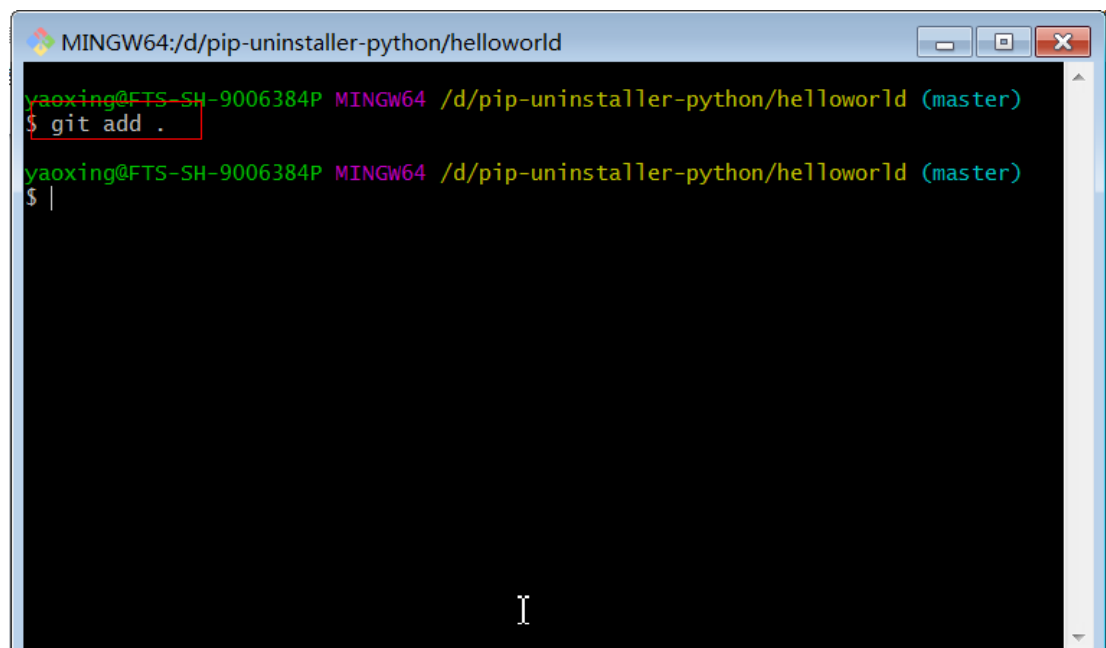 MINGW64:/d/pip-uninstaller-python/helloworld
yaoxing@FTS-SH-9006384P MINGW64 /d/pip-uninstaller-python/helloworld (master)
$ git add .
yaoxing@FTS-SH-9006384P MINGW64 /d/pip-uninstaller-python/helloworld (master)
$